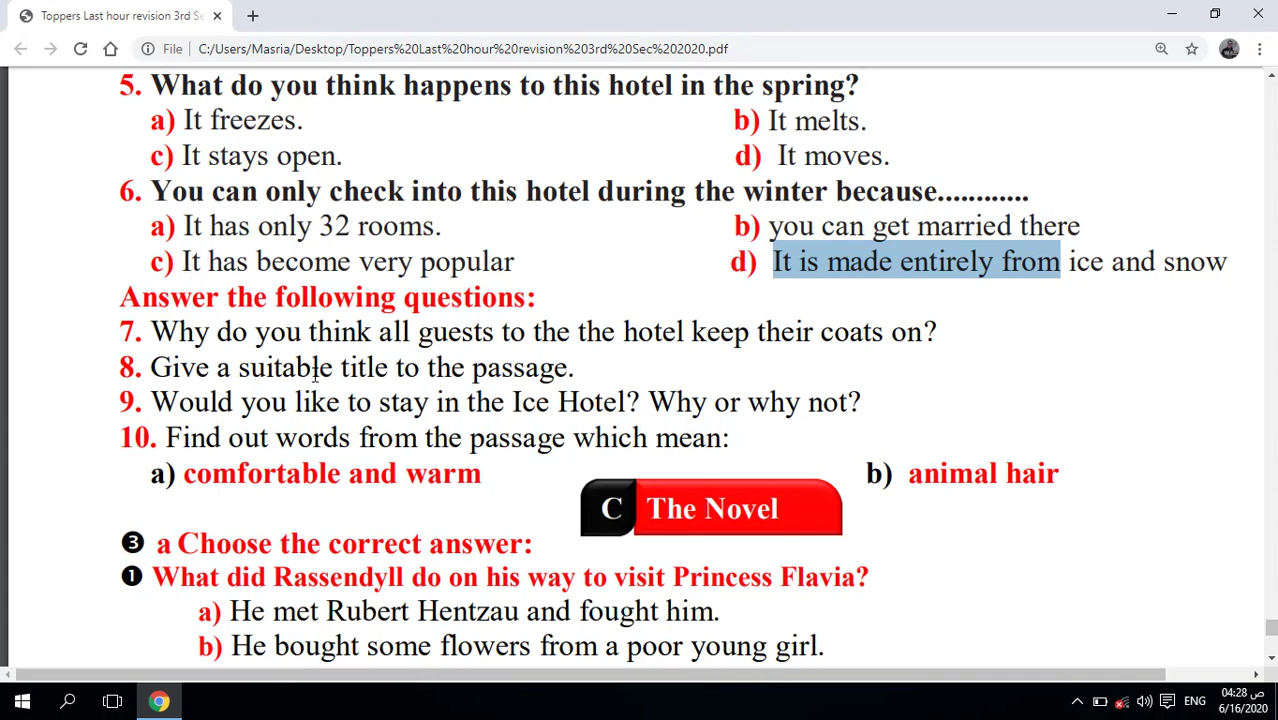 Toppers Last hour revision 3rd Se
File C:/Users/Masria/Desktop/Toppers%20Last%20hour%20revision%203rd%20Sec%202020.pdf
5. What do you think happens to this hotel in the spring?
a) It freezes. b) It melts.
c) It stays open. d) It moves.
6. You can only check into this hotel during the winter because............
a) It has only 32 rooms. b) you can get married there
c) It has become very popular d) It is made entirely from ice and snow
Answer the following questions:
7. Why do you think all guests to the the hotel keep their coats on?
8. Give a suitable title to the passage.
9. Would you like to stay in the Ice Hotel? Why or why not?
10. Find out words from the passage which mean:
a) comfortable and warm b) animal hair
C The Novel
❸ a Choose the correct answer:
❶ What did Rassendyll do on his way to visit Princess Flavia?
a) He met Rubert Hentzau and fought him.
b) He bought some flowers from a poor young girl.
ENG
04:28 ص
6/16/2020